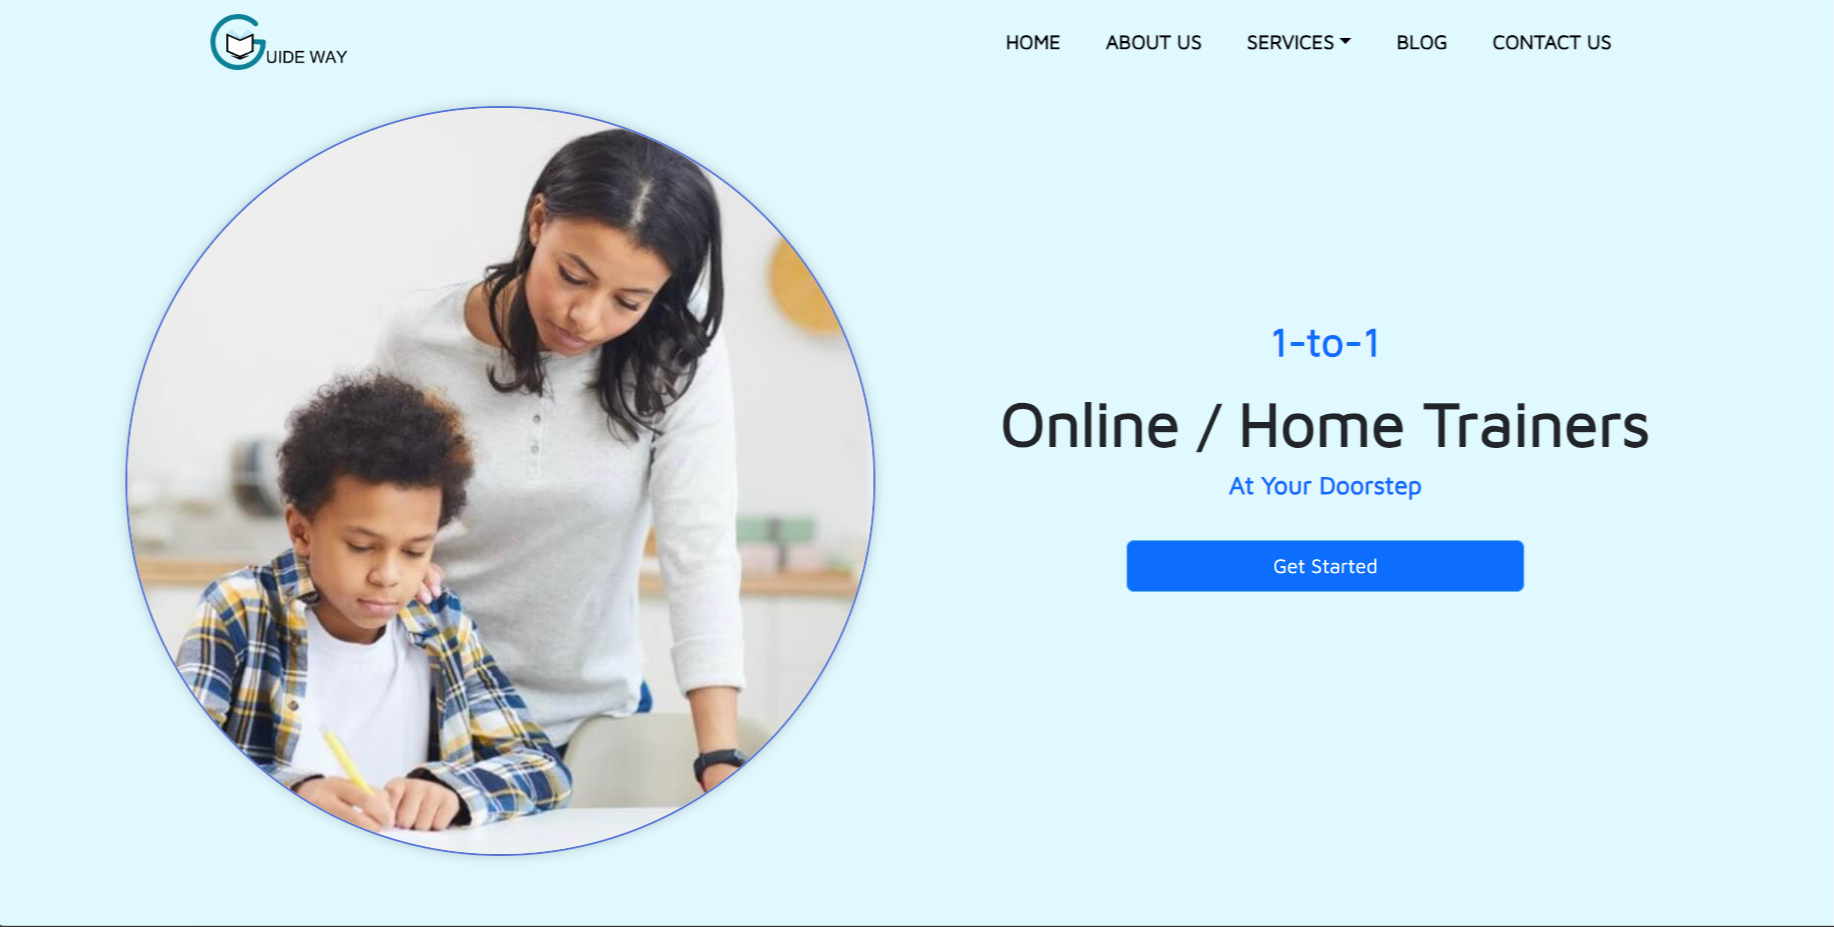 GUIDE WAY
HOME ABOUT US SERVICES BLOG CONTACT US
1-to-1
Online / Home Trainers
At Your Doorstep
Get Started